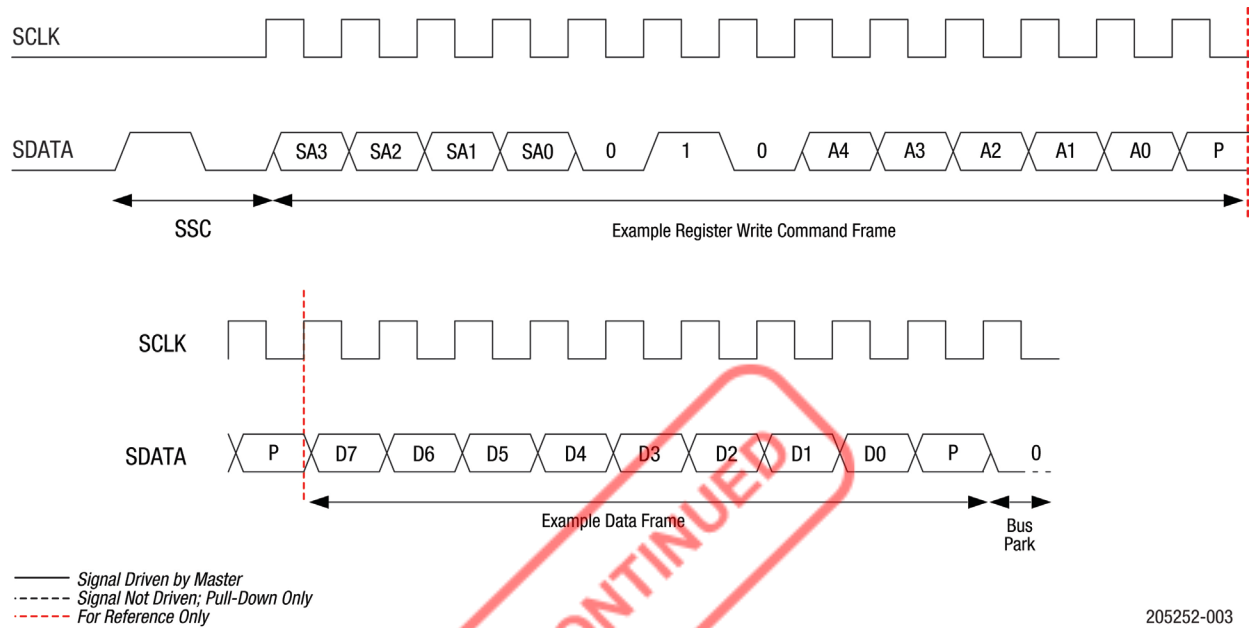 SCLK
SDATA SA3 SA2 SA1 SA0 0 1 0 A4 A3 A2 A1 A0 P
SSC
Example Register Write Command Frame
SCLK
SDATA P D7 D6 D5 D4 D3 D2 D1 D0 P 0
Example Data Frame
Bus
Park
Signal Driven by Master
Signal Not Driven; Pull-Down Only
For Reference Only
205252-003
ONTINUED